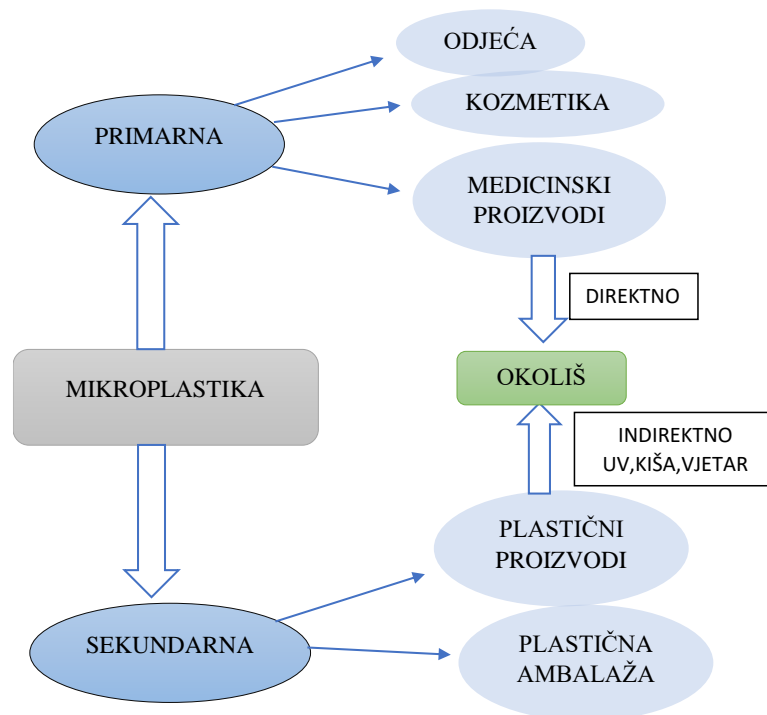 ODJEĆA
PRIMARNA
KOZMETIKA
MEDICINSKI
PROIZVODI
DIREKTNO
MIKROPLASTIKA
OKOLIŠ
INDIREKTNO
UV,KIŠA,VJETAR
PLASTIČNI
PROIZVODI
SEKUNDARNA
PLASTIČNA
AMBALAŽA